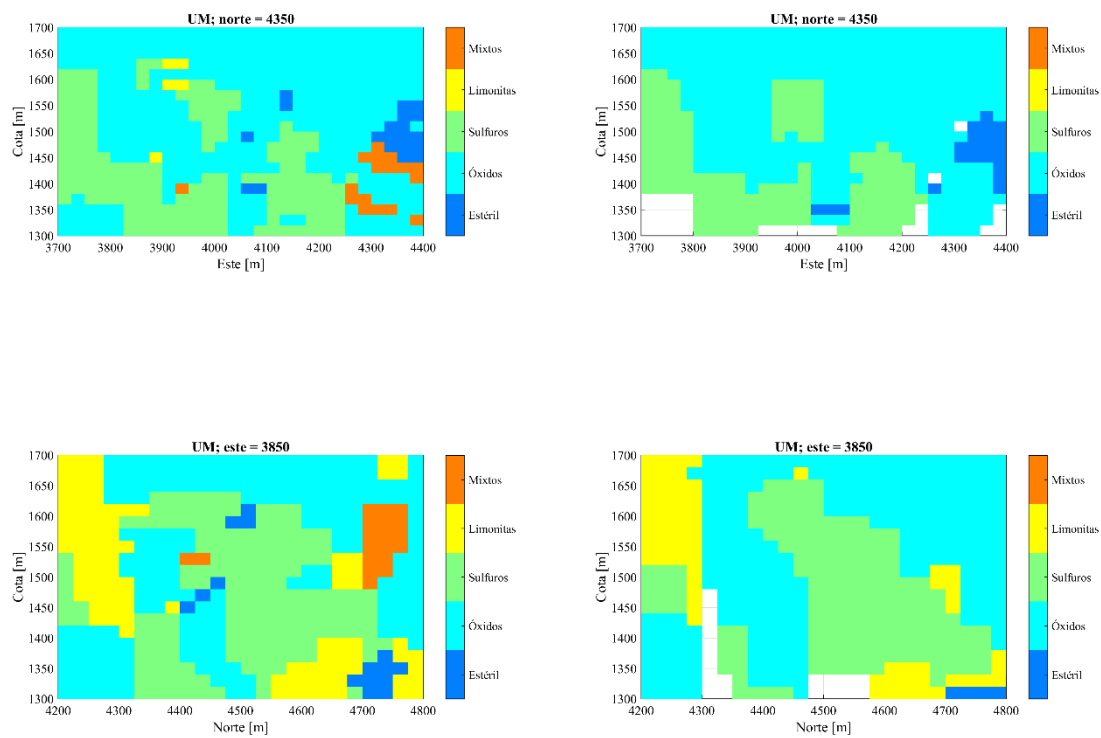 UM; norte = 4350
Cota [m]
1700
1650
1600
1550
1500
1450
1400
1350
1300
3700 3800 3900 4000 4100 4200 4300 4400
Este [m]
Mixtos
Limonitas
Sulfuros
Óxidos
Estéril
UM; norte = 4350
Cota [m]
1700
1650
1600
1550
1500
1450
1400
1350
1300
3700 3800 3900 4000 4100 4200 4300 4400
Este [m]
Mixtos
Limonitas
Sulfuros
Óxidos
Estéril
UM; este = 3850
Cota [m]
1700
1650
1600
1550
1500
1450
1400
1350
1300
4200 4300 4400 4500 4600 4700 4800
Norte [m]
Mixtos
Limonitas
Sulfuros
Óxidos
Estéril
UM; este = 3850
Cota [m]
1700
1650
1600
1550
1500
1450
1400
1350
1300
4200 4300 4400 4500 4600 4700 4800
Norte [m]
Mixtos
Limonitas
Sulfuros
Óxidos
Estéril